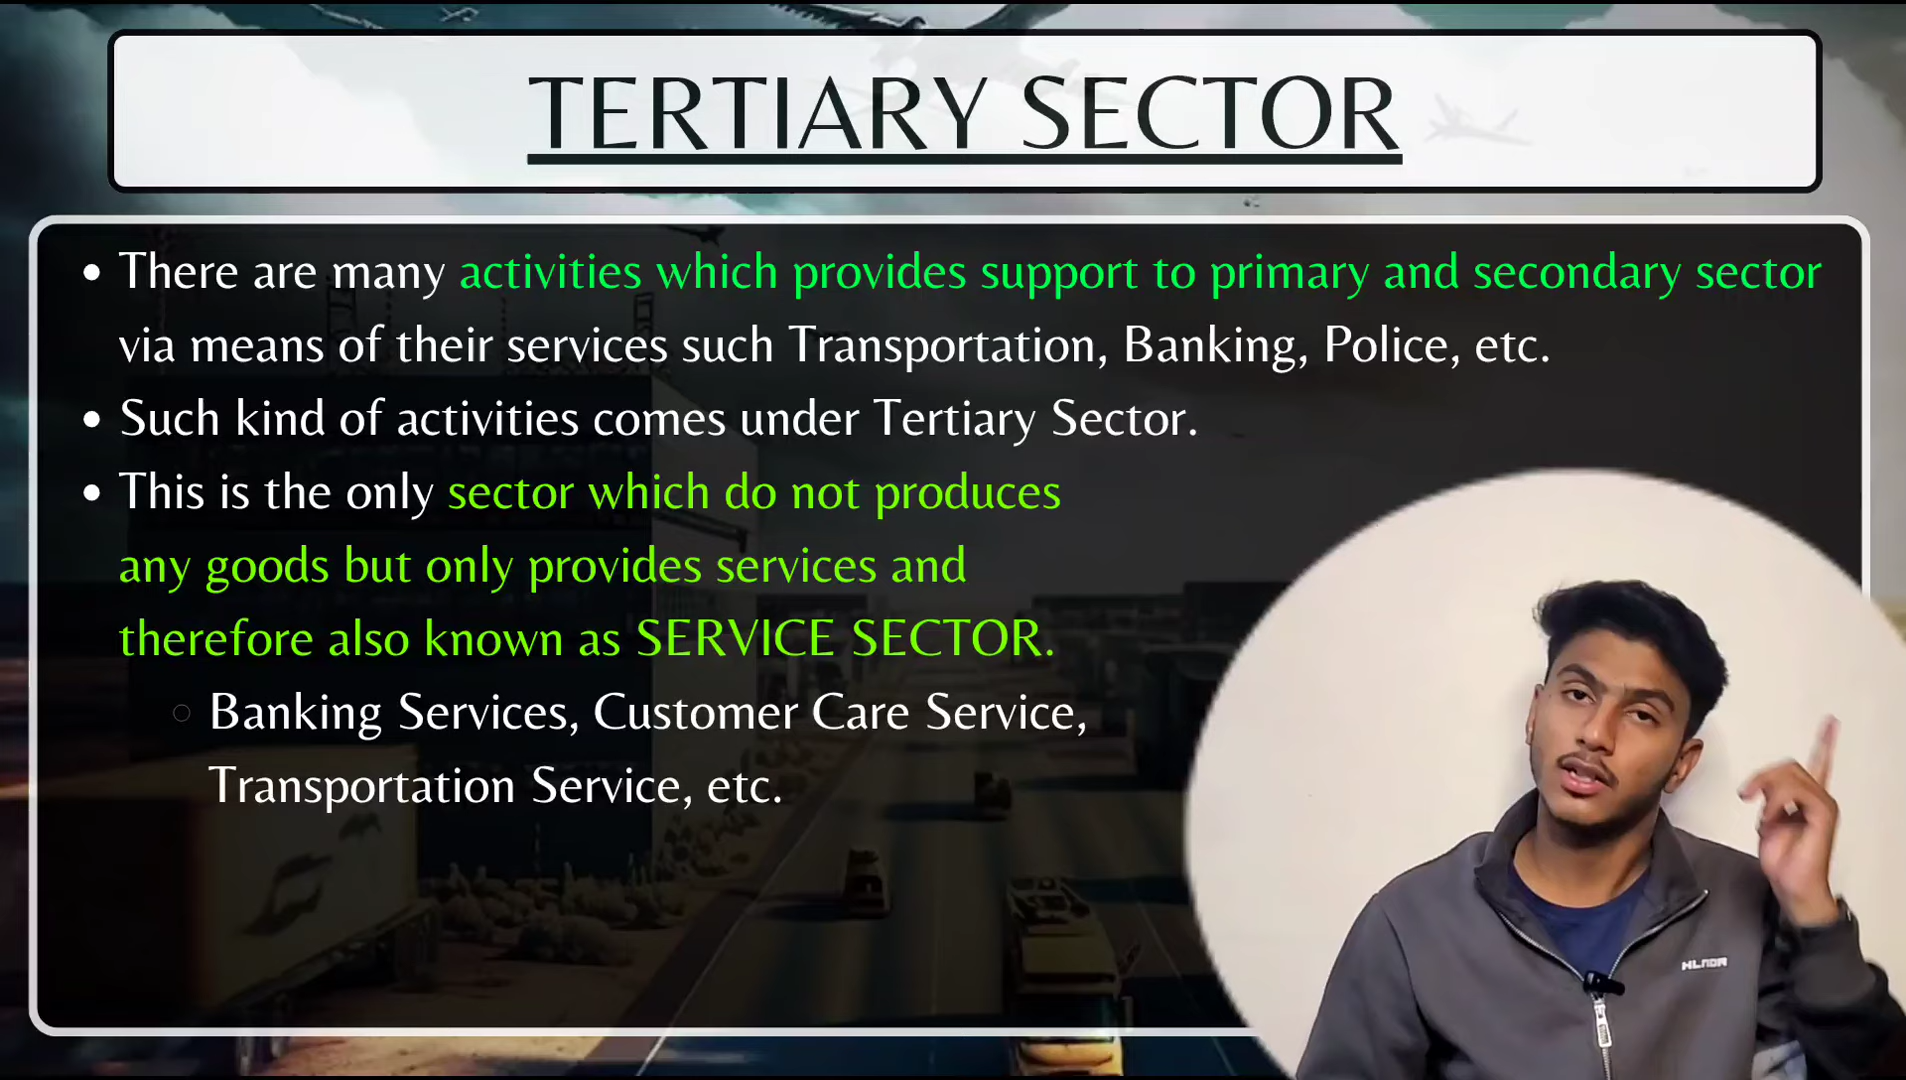 TERTIARY SECTOR
• There are many activities which provides support to primary and secondary sector
via means of their services such Transportation, Banking, Police, etc.
• Such kind of activities comes under Tertiary Sector.
• This is the only sector which do not produces
any goods but only provides services and
therefore also known as SERVICE SECTOR.
○ Banking Services, Customer Care Service,
Transportation Service, etc.